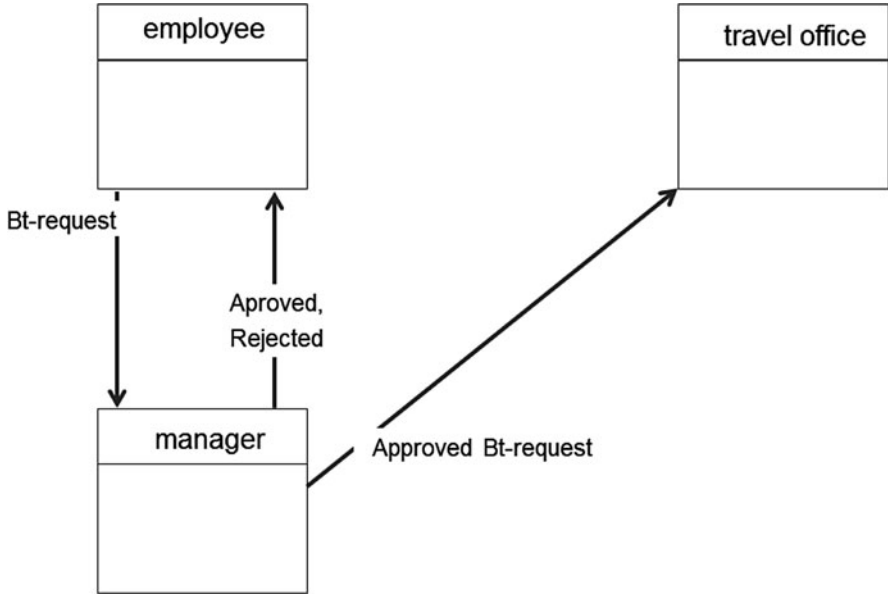 employee
travel office
Bt-request
Aproved,
Rejected
manager
Approved Bt-request